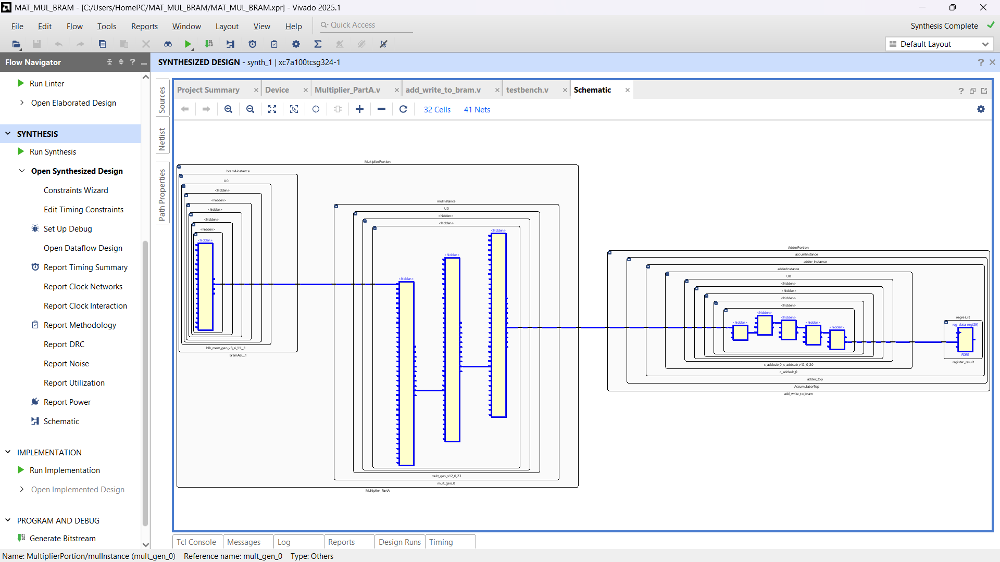 MAT_MUL_BRAM - [C:/Users/HomePC/MAT_MUL_BRAM/MAT_MUL_BRAM.xpr] - Vivado 2025.1
File Edit Flow Tools Reports Window Layout View Help Quick Access
Synthesis Complete
Default Layout
Flow Navigator
SYNTHESIZED DESIGN - synth_1 | xc7a100tcsg324-1
Run Linter
Open Elaborated Design
SYNTHESIS
Run Synthesis
Open Synthesized Design
Constraints Wizard
Edit Timing Constraints
Set Up Debug
Open Dataflow Design
Report Timing Summary
Report Clock Networks
Report Clock Interaction
Report Methodology
Report DRC
Report Noise
Report Utilization
Report Power
Schematic
IMPLEMENTATION
Run Implementation
Open Implemented Design
PROGRAM AND DEBUG
Generate Bitstream
Sources
Netlist
Path Properties
Project Summary
Device
Multiplier_PartA.v
add_write_to_bram.v
testbench.v
Schematic
32 Cells
41 Nets
MultiplierPortion
bramAinstance
U0
<hidden>
<hidden>
<hidden>
<hidden>
<hidden>
<hidden>
blk_mem_gen_v8_4_11__1
bramAB__1
mulInstance
U0
<hidden>
<hidden>
<hidden>
<hidden>
<hidden>
mult_gen_v12_0_23
mult_gen_0
Multiplier_PartA
AdderPortion
accumInstance
adder_instance
adderInstance
U0
<hidden>
<hidden>
<hidden>
<hidden>
<hidden>
<hidden>
<hidden>
<hidden>
<hidden>
c_addsub_0_c_addsub_v12_0_20
c_addsub_0
regresult
reg_data_reg[29]
FDRE
register_result
adder_top
AccumulatorTop
add_write_to_bram
Tcl Console
Messages
Log
Reports
Design Runs
Timing
Name: MultiplierPortion/mulInstance (mult_gen_0) Reference name: mult_gen_0 Type: Others